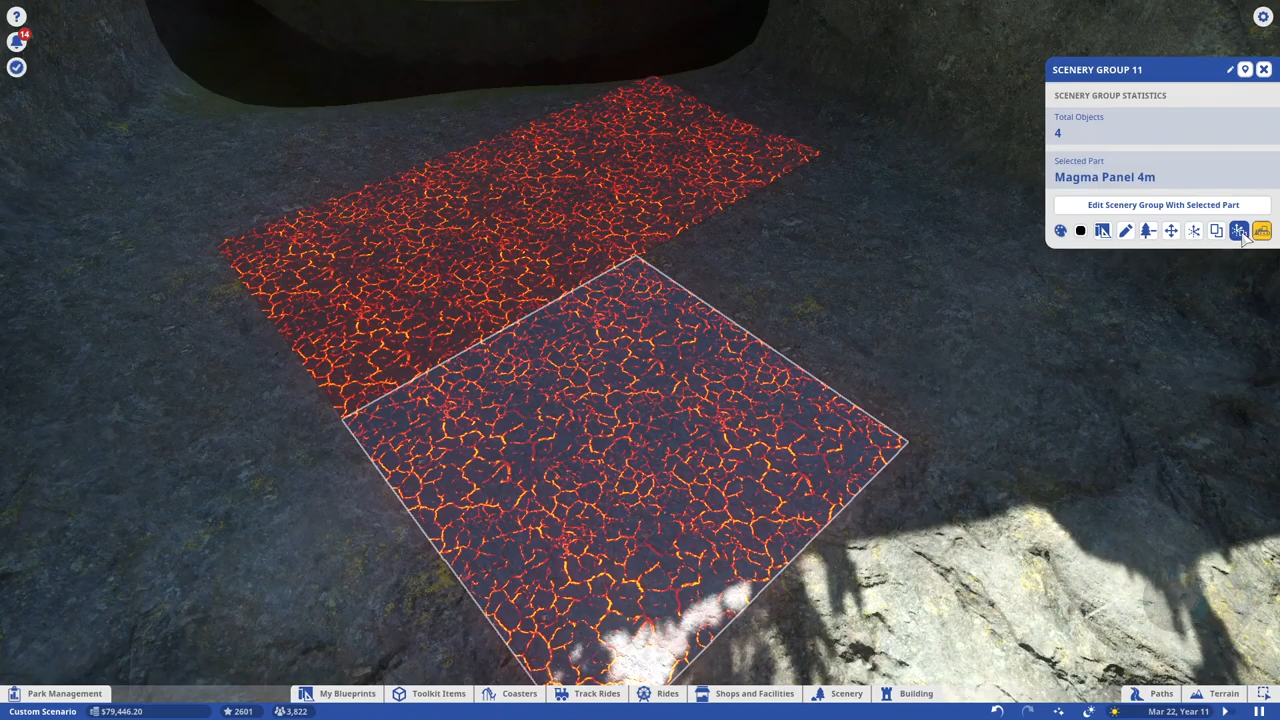 ?
14
SCENERY GROUP 11
SCENERY GROUP STATISTICS
Total Objects
4
Selected Part
Magma Panel 4m
Edit Scenery Group With Selected Part
Park Management
My Blueprints
Toolkit Items
Coasters
Track Rides
Rides
Shops and Facilities
Scenery
Building
Paths
Terrain
Custom Scenario
$79,446.20
2601
3,822
Mar 22, Year 11